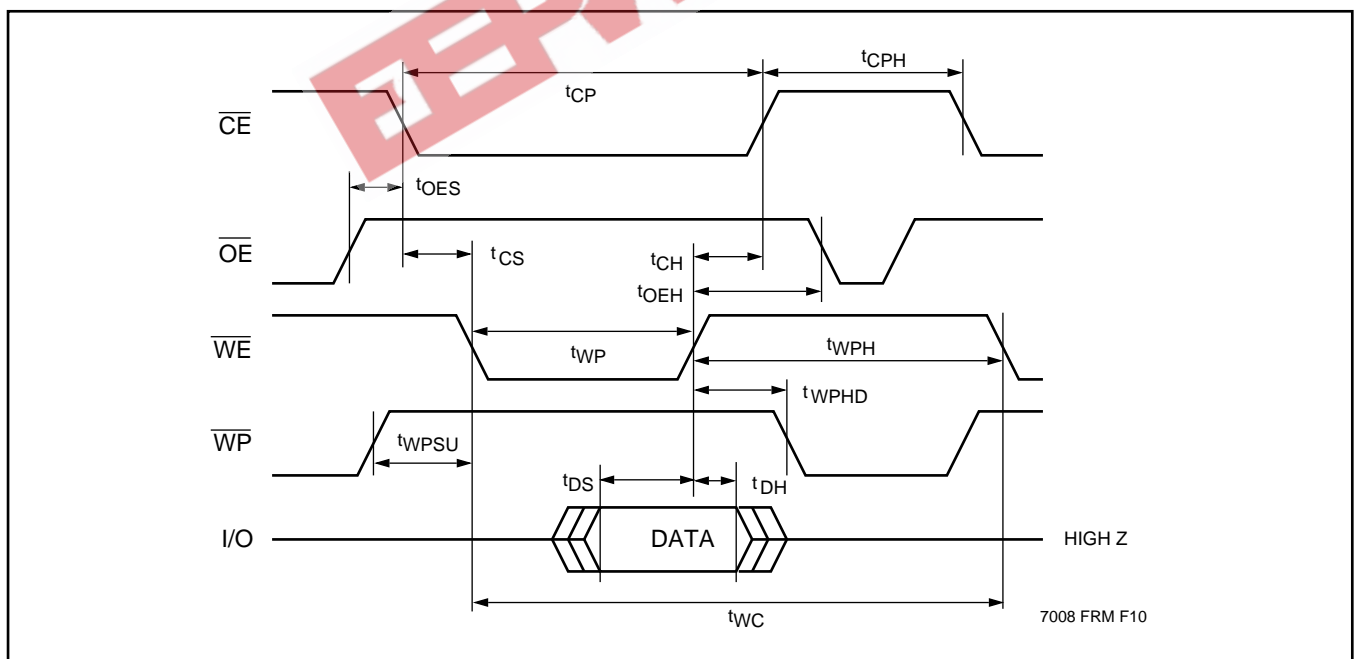 tCPH
tCP
CE
tOES
OE
tCS
tCH
tOEH
WE
tWP
tWPH
tWPHD
WP
tWPSU
tDS
tDH
I/O
DATA
HIGH Z
tWC
7008 FRM F10